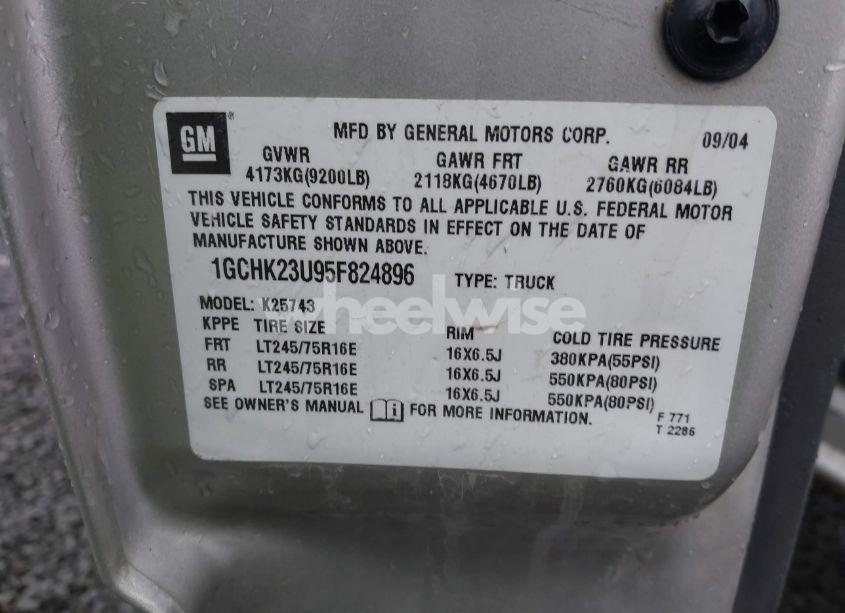 GM
MFD BY GENERAL MOTORS CORP. 09/04
GVWR GAWR FRT GAWR RR
4173KG(9200LB) 2118KG(4670LB) 2760KG(6084LB)
THIS VEHICLE CONFORMS TO ALL APPLICABLE U.S. FEDERAL MOTOR
VEHICLE SAFETY STANDARDS IN EFFECT ON THE DATE OF
MANUFACTURE SHOWN ABOVE.
1GCHK23U95F824896 TYPE: TRUCK
MODEL: K25743
wheelwise
KPPE TIRE SIZE RIM COLD TIRE PRESSURE
FRT LT245/75R16E 16X6.5J 380KPA(55PSI)
RR LT245/75R16E 16X6.5J 550KPA(80PSI)
SPA LT245/75R16E 16X6.5J 550KPA(80PSI)
SEE OWNER'S MANUAL FOR MORE INFORMATION.
F 771
T 2286